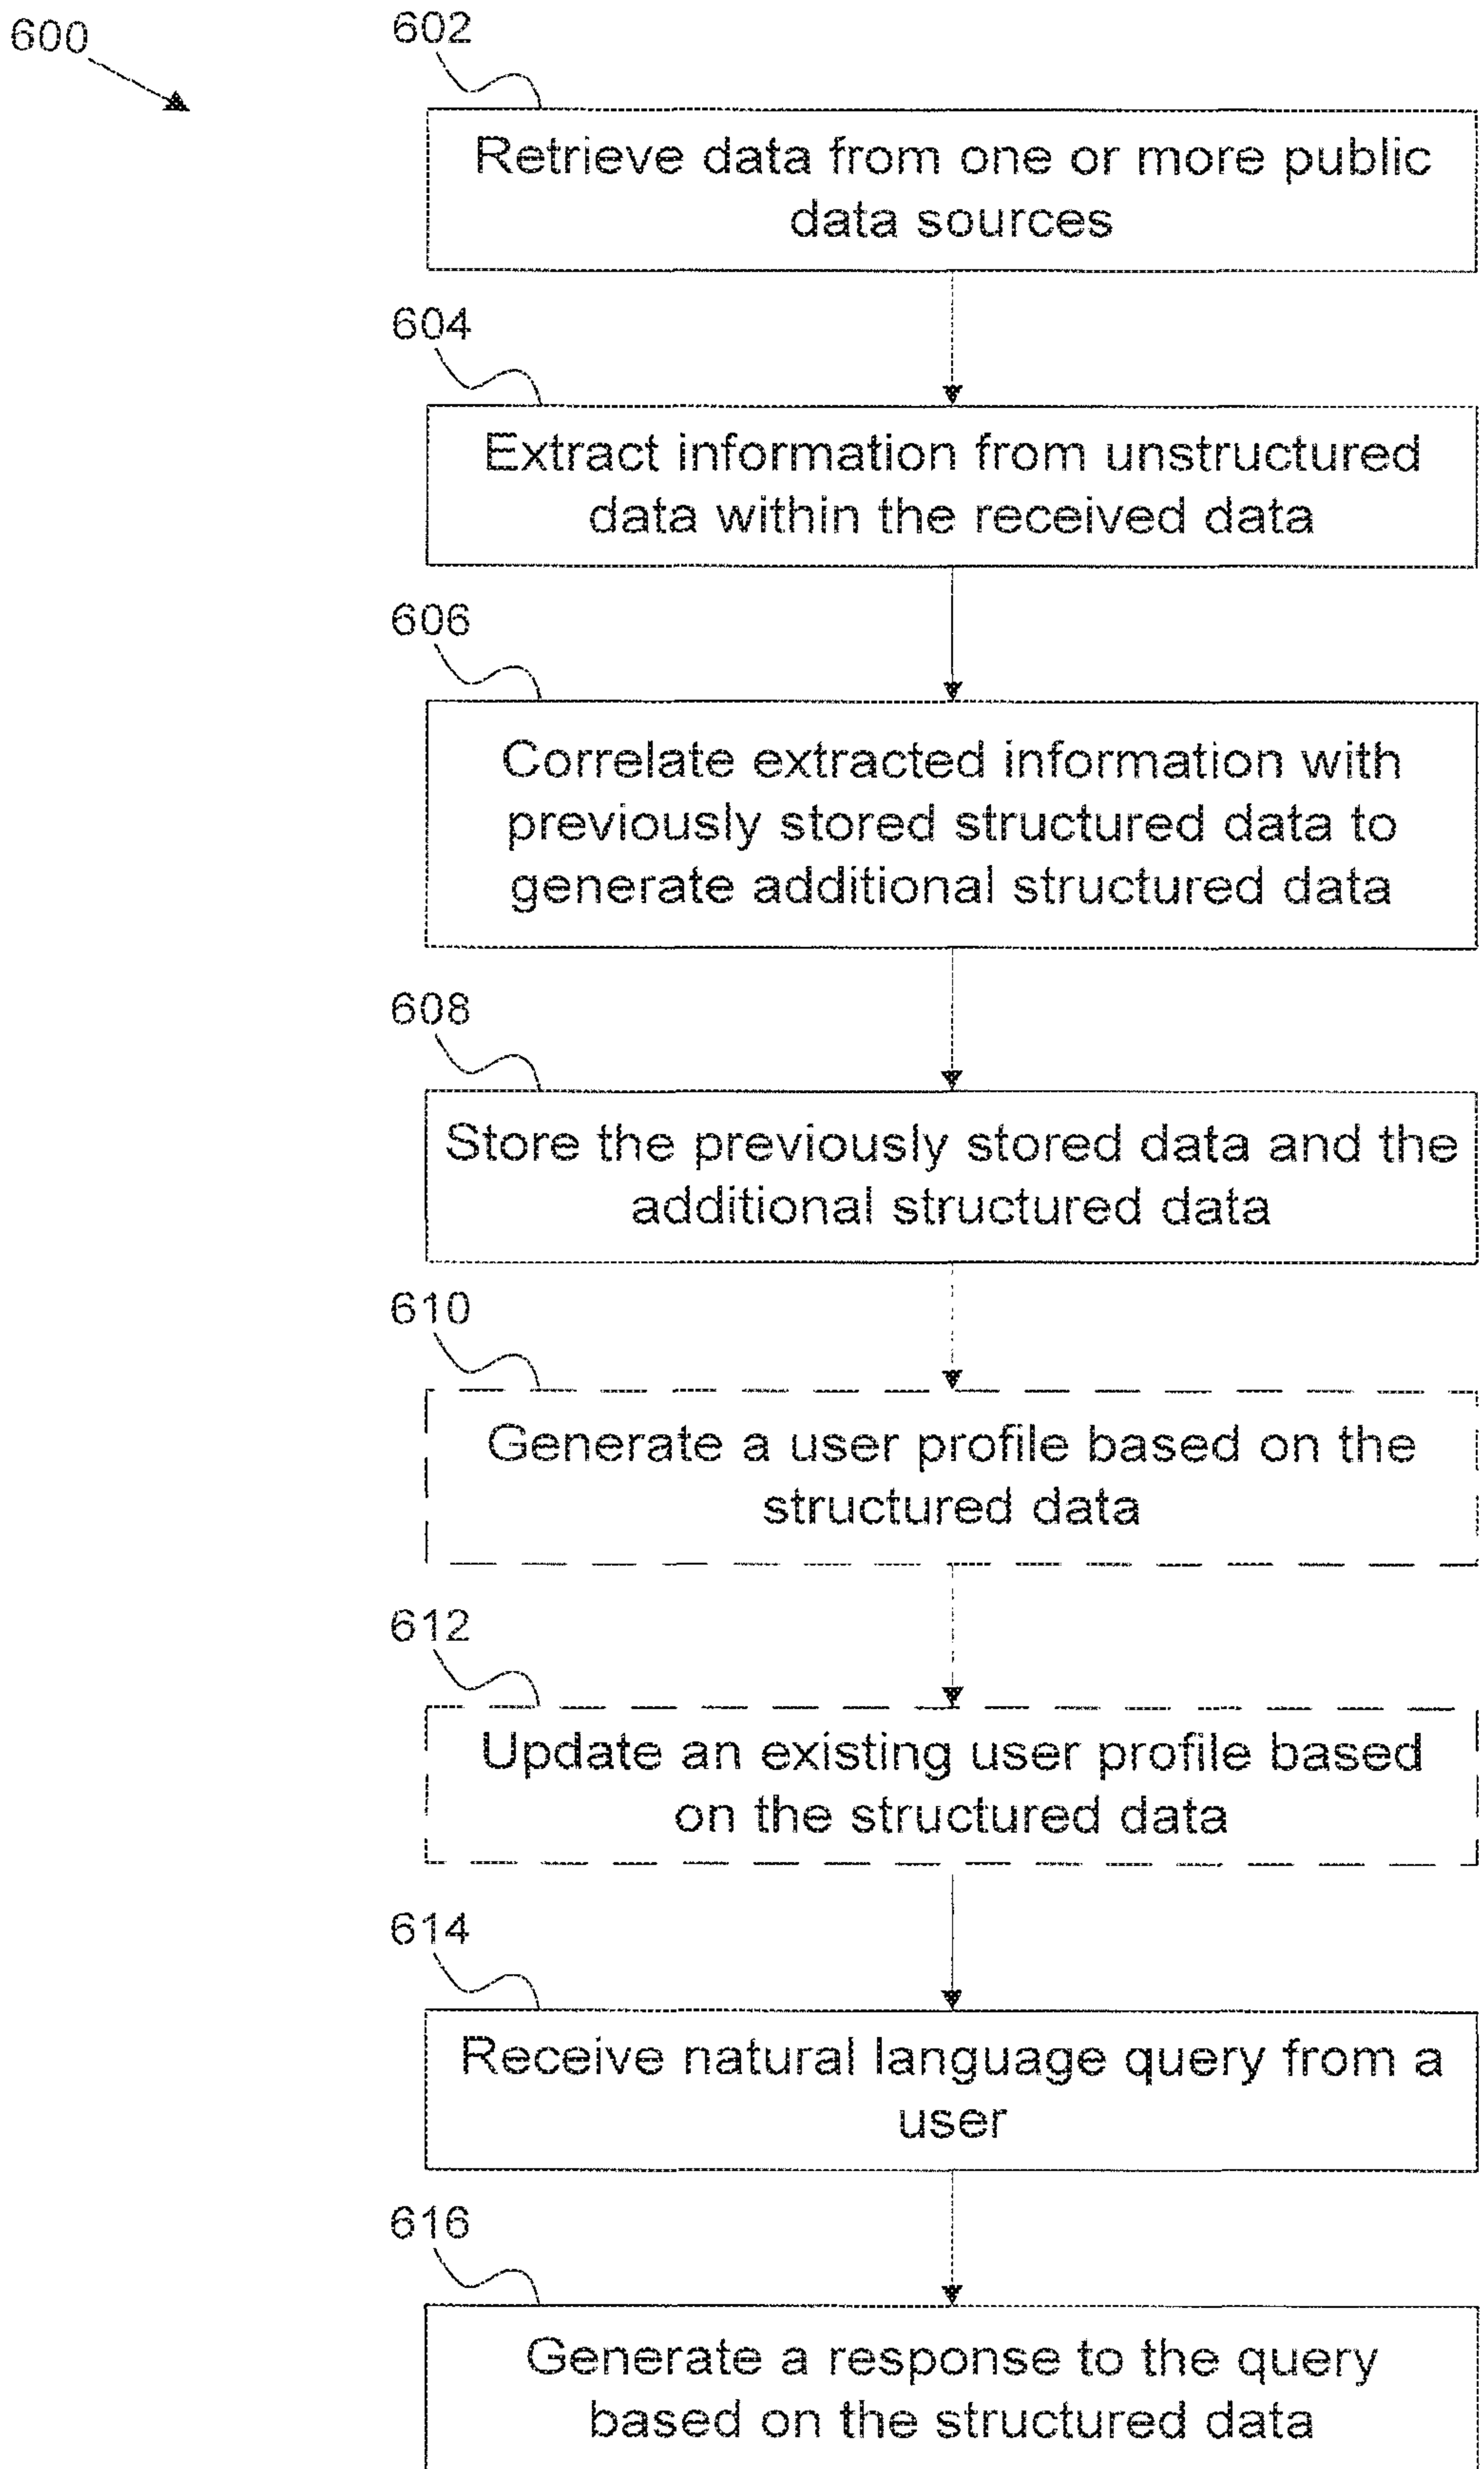 600
602
Retrieve data from one or more public
data sources
604
Extract information from unstructured
data within the received data
606
Correlate extracted information with
previously stored structured data to
generate additional structured data
608
Store the previously stored data and the
additional structured data
610
Generate a user profile based on the
structured data
612
Update an existing user profile based
on the structured data
614
Receive natural language query from a
user
616
Generate a response to the query
based on the structured data